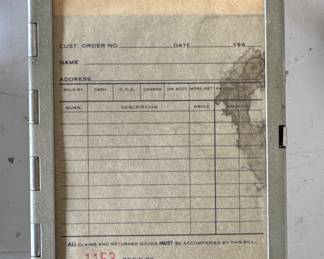 CUST. ORDER NO. DATE 196
NAME
ADDRESS
SOLD BY CASH C.O.D. CHARGE ON ACCT. MDSE. RET.
QUAN. DESCRIPTION PRICE AMOUNT
ALL CLAIMS AND RETURNED GOODS MUST BE ACCOMPANIED BY THIS BILL.
1153